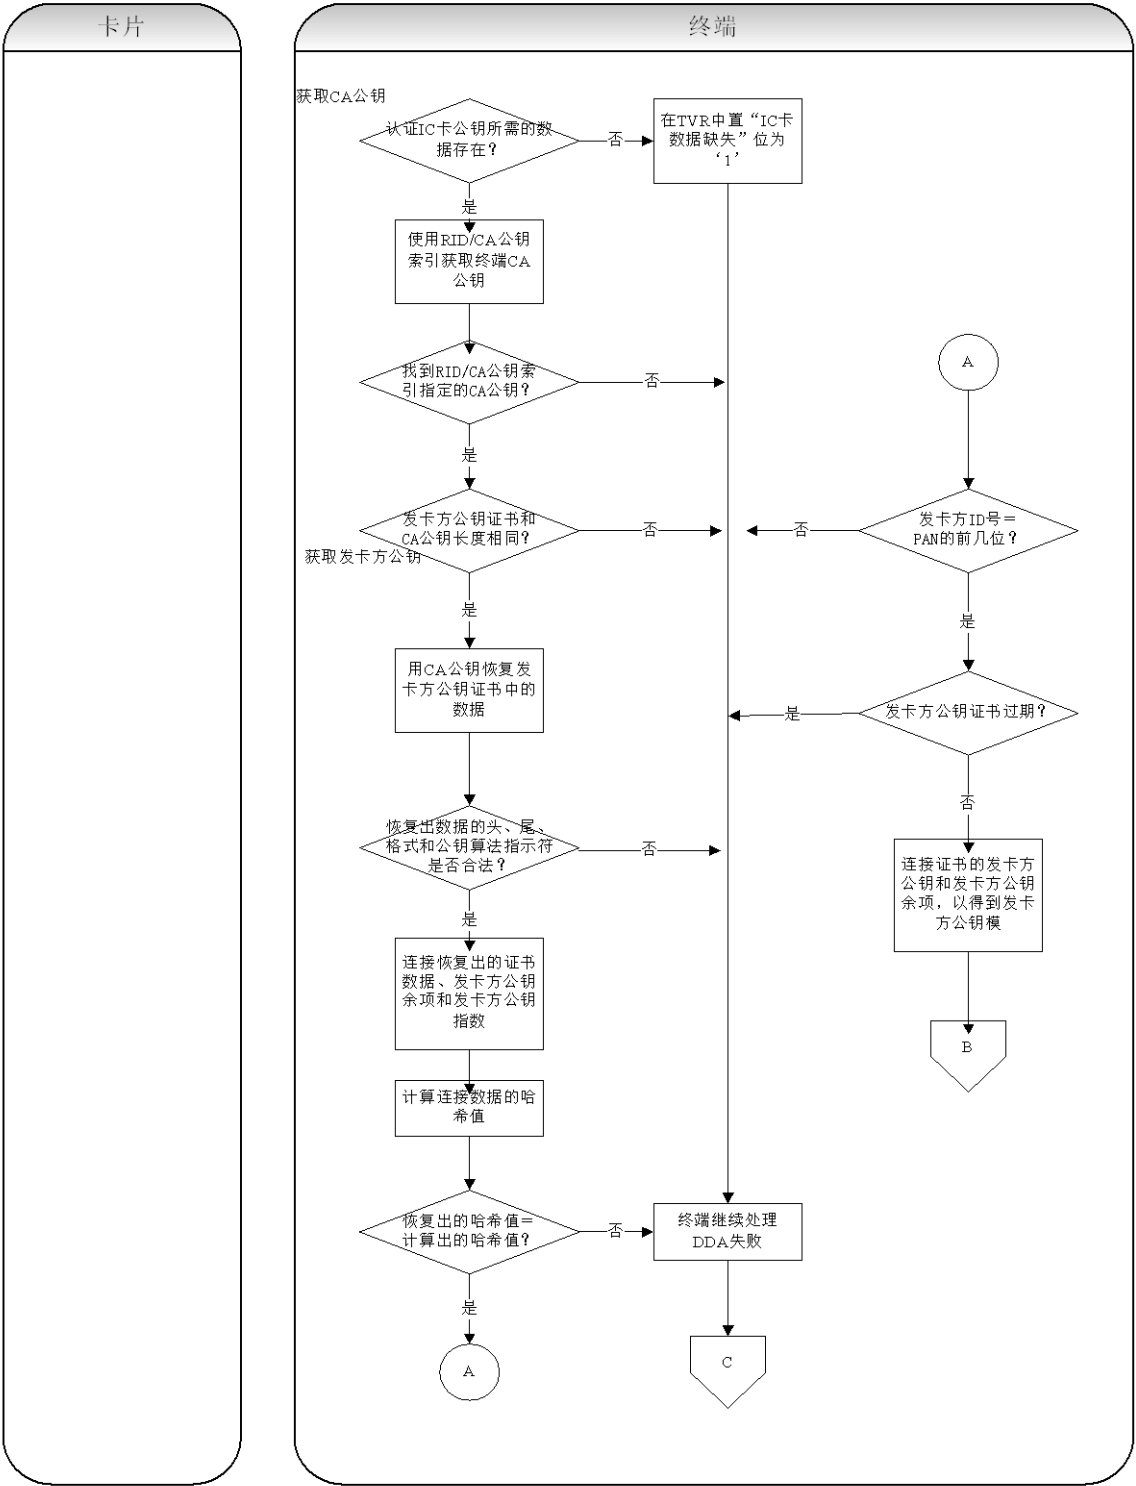 卡片
终端
获取CA公钥
认证IC卡公钥所需的数
据存在？
否
在TVR中置“IC卡
数据缺失”位为
‘1’
是
使用RID/CA公钥
索引获取终端CA
公钥
找到RID/CA公钥索
引指定的CA公钥？
否
A
是
发卡方公钥证书和
CA公钥长度相同？
否
否
发卡方ID号＝
PAN的前几位？
获取发卡方公钥
是
是
用CA公钥恢复发
卡方公钥证书中的
数据
是
发卡方公钥证书过期？
否
恢复出数据的头、尾、
格式和公钥算法指示符
是否合法？
否
连接证书的发卡方
公钥和发卡方公钥
余项，以得到发卡
方公钥模
是
连接恢复出的证书
数据、发卡方公钥
余项和发卡方公钥
指数
B
计算连接数据的哈
希值
恢复出的哈希值＝
计算出的哈希值？
否
终端继续处理
DDA失败
是
A
C